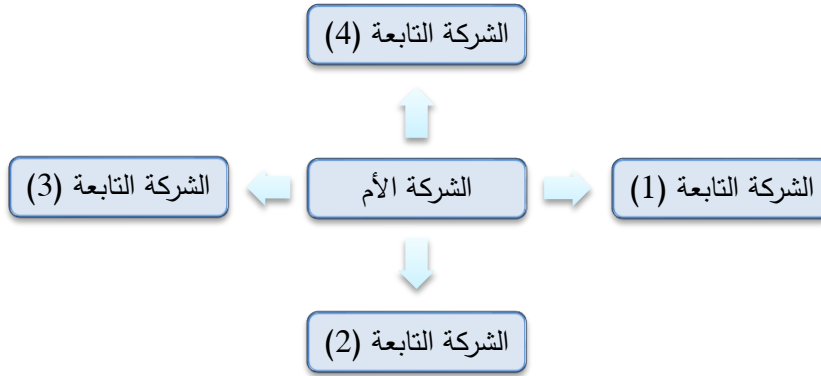 الشركة التابعة (4)
الشركة التابعة (1)
الشركة الأم
الشركة التابعة (3)
الشركة التابعة (2)